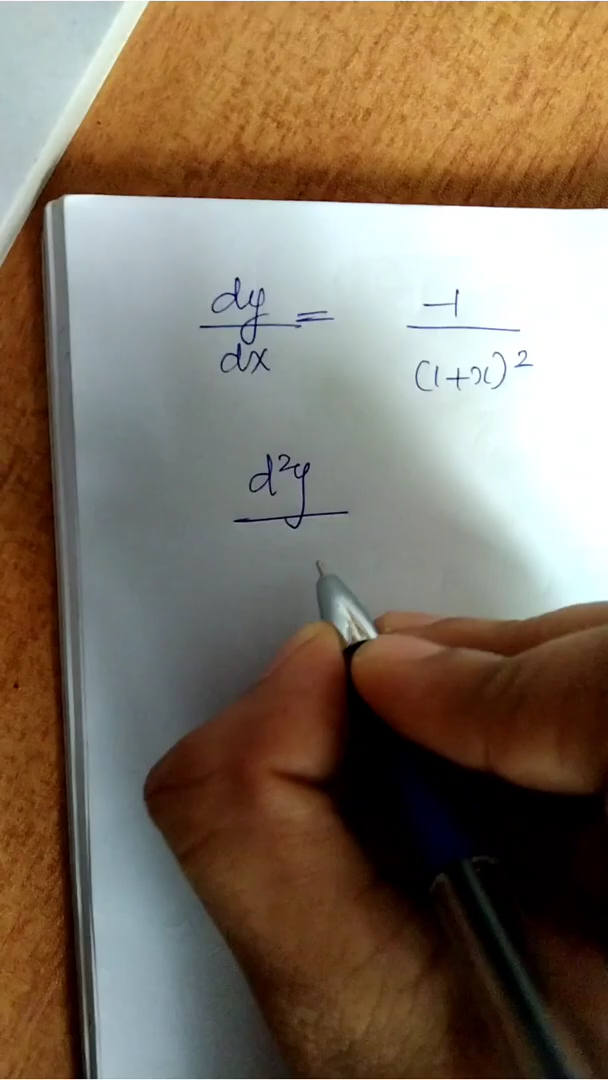 dy/dx = -1/(1+x)²
d²y